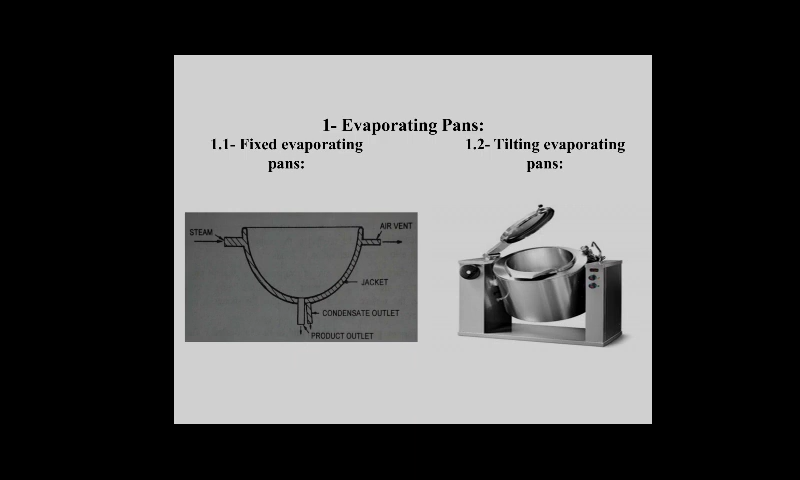 1- Evaporating Pans:
1.1- Fixed evaporating
pans:
1.2- Tilting evaporating
pans:
STEAM
AIR VENT
JACKET
CONDENSATE OUTLET
PRODUCT OUTLET